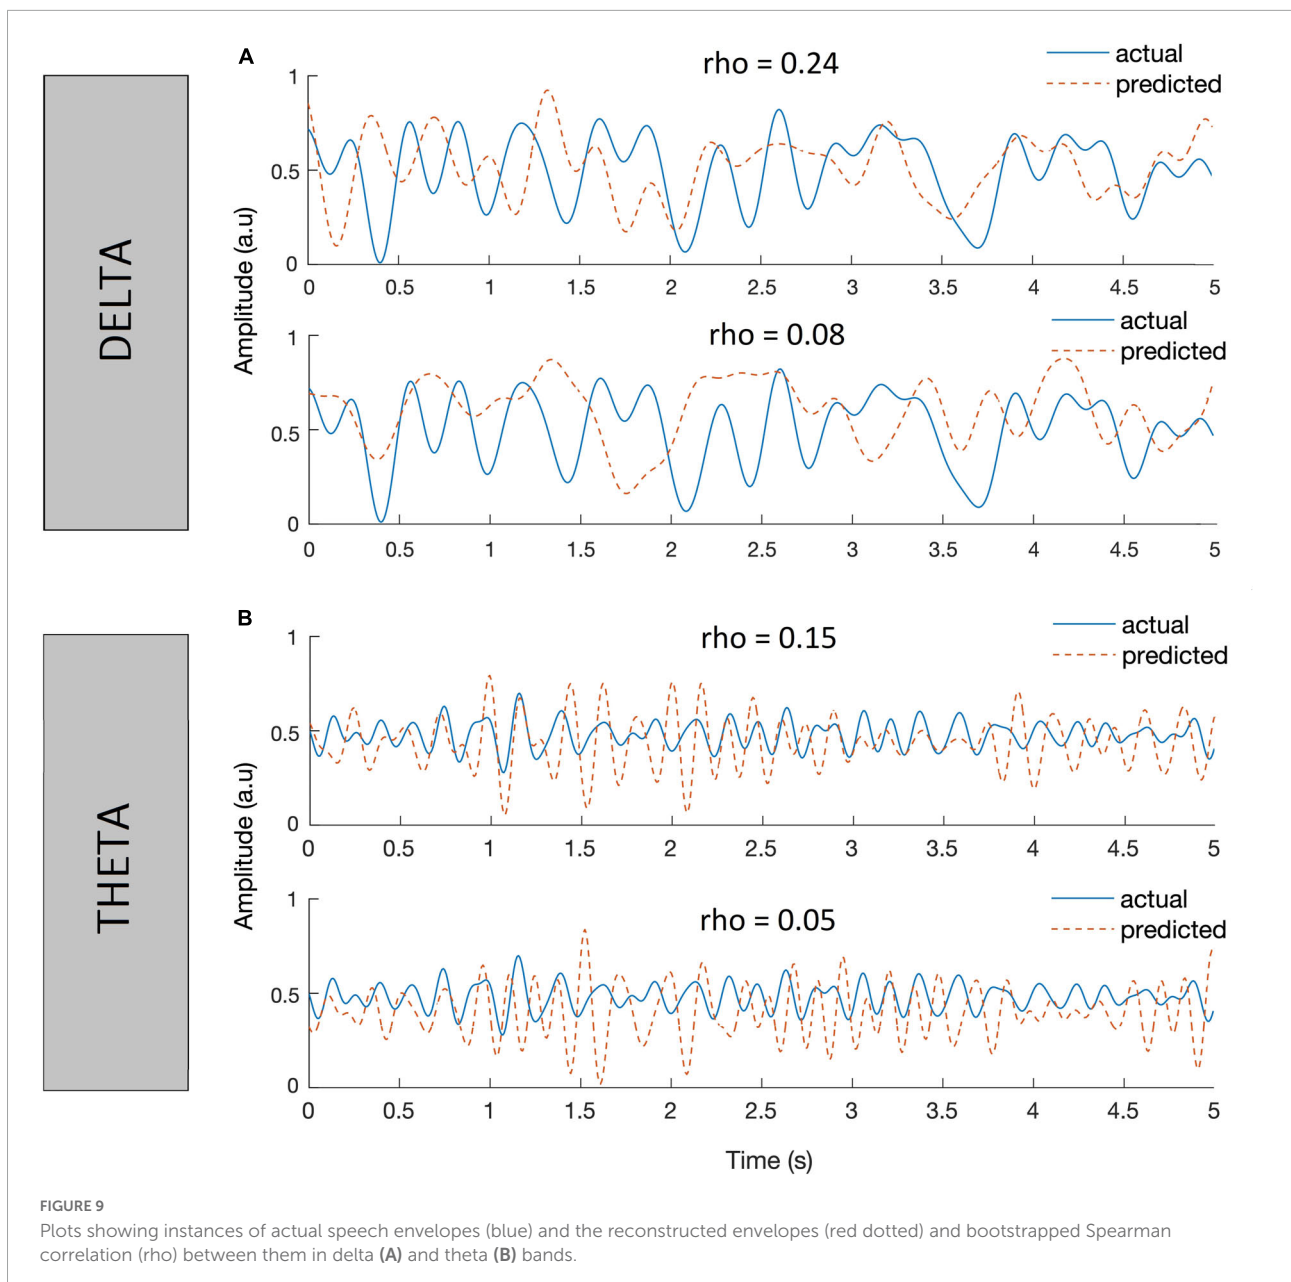 A
rho = 0.24
actual
predicted
1
0.5
0
0 0.5 1 1.5 2 2.5 3 3.5 4 4.5 5
DELTA
Amplitude (a.u)
rho = 0.08
actual
predicted
1
0.5
0
0 0.5 1 1.5 2 2.5 3 3.5 4 4.5 5
B
rho = 0.15
actual
predicted
1
0.5
0
0 0.5 1 1.5 2 2.5 3 3.5 4 4.5 5
THETA
Amplitude (a.u)
rho = 0.05
actual
predicted
1
0.5
0
0 0.5 1 1.5 2 2.5 3 3.5 4 4.5 5
Time (s)
FIGURE 9
Plots showing instances of actual speech envelopes (blue) and the reconstructed envelopes (red dotted) and bootstrapped Spearman
correlation (rho) between them in delta (A) and theta (B) bands.